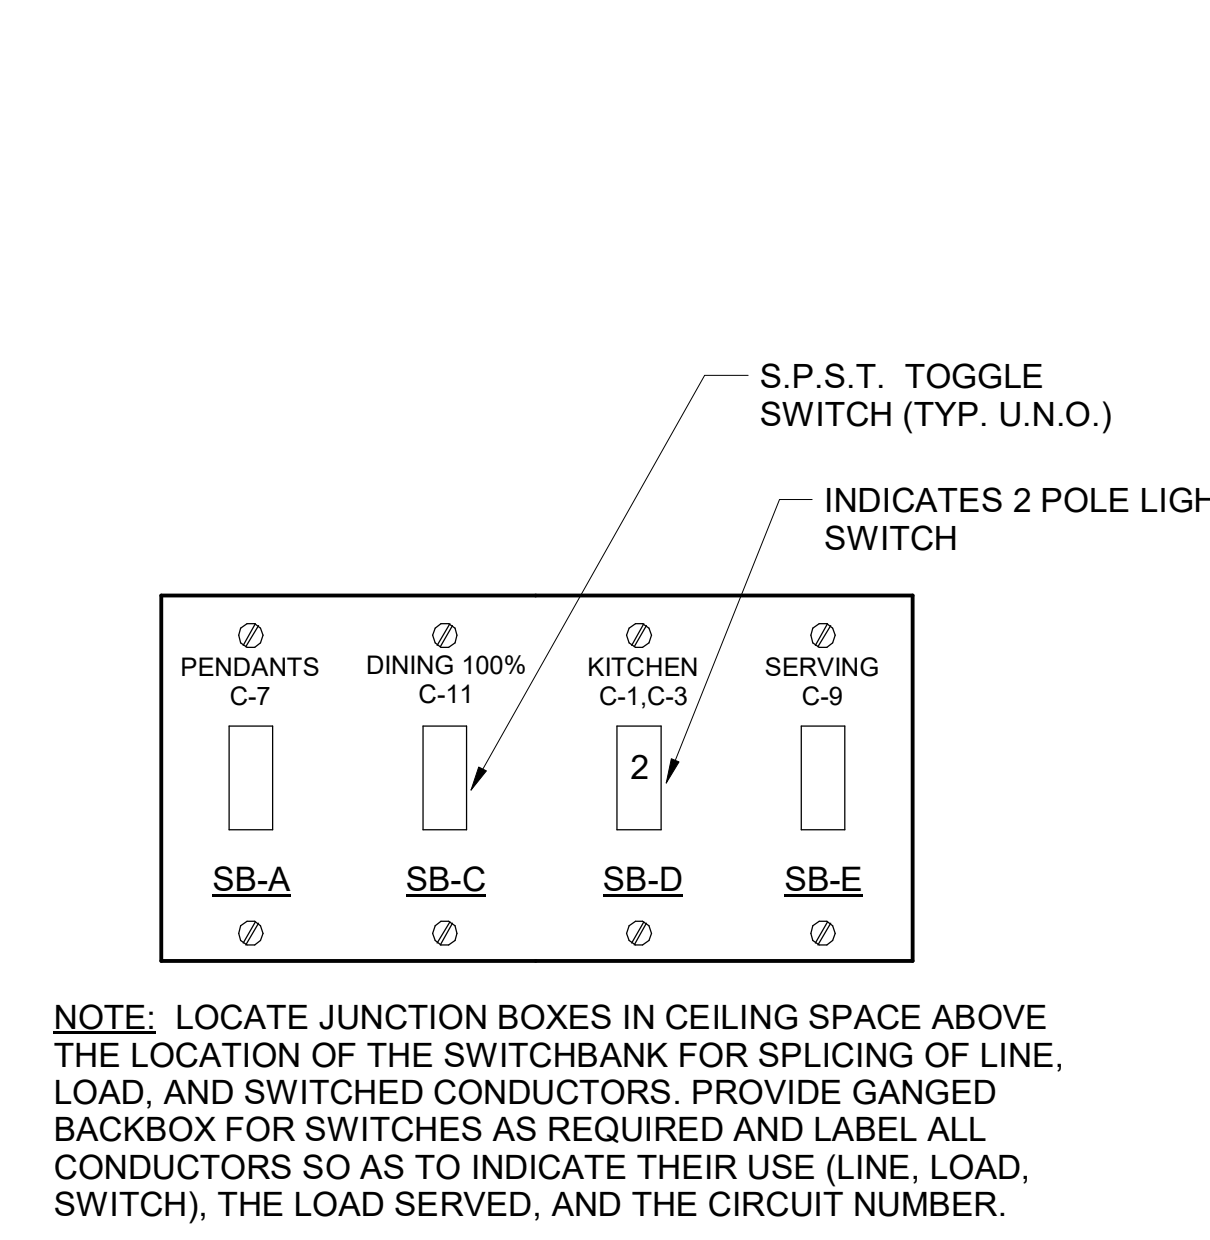 S.P.S.T. TOGGLE
SWITCH (TYP. U.N.O.)
INDICATES 2 POLE
SWITCH
PENDANTS
C-7
DINING 100%
C-11
KITCHEN
C-1,C-3
SERVING
C-9
2
SB-A
SB-C
SB-D
SB-E
NOTE: LOCATE JUNCTION BOXES IN CEILING SPACE ABOVE
THE LOCATION OF THE SWITCHBANK FOR SPLICING OF LINE,
LOAD, AND SWITCHED CONDUCTORS. PROVIDE GANGED
BACKBOX FOR SWITCHES AS REQUIRED AND LABEL ALL
CONDUCTORS SO AS TO INDICATE THEIR USE (LINE, LOAD,
SWITCH), THE LOAD SERVED, AND THE CIRCUIT NUMBER.